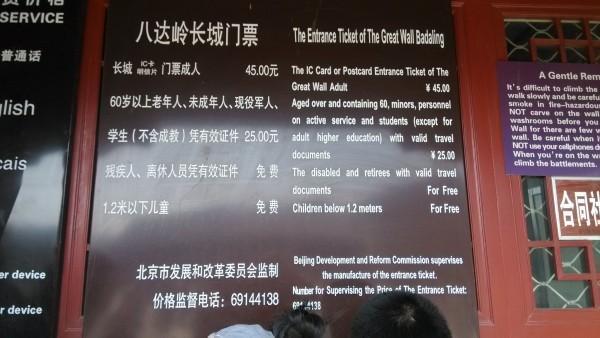 贵价格
SERVICE
普通话
glish
cais
er device
o device
八达岭长城门票
长城 IC卡 明信片 门票成人 45.00元
60岁以上老年人、未成年人、现役军人、
学生（不含成教）凭有效证件 25.00元
残疾人、离休人员凭有效证件 免 费
1.2米以下儿童 免 费
北京市发展和改革委员会监制
价格监督电话：69144138
The Entrance Ticket of The Great Wall Badaling
The IC Card or Postcard Entrance Ticket of The
Great Wall Adult ¥ 45.00
Aged over and containing 60, minors, personnel
on active service and students (except for
adult higher education) with valid travel
documents ¥ 25.00
The disabled and retirees with valid travel
documents For Free
Children below 1.2 meters For Free
Beijing Development and Reform Commission supervises
the manufacture of the entrance ticket.
Number for Supervising the Price of The Entrance Ticket:
A Gentle Rem
It's difficult to climb the
walk slowly and be careful
smoke in fire-hazardous
NOT carve on the wall
washrooms before you
Wall for there are few w
wall. Be careful when i
NOT use your cellphones d
When you're on the w
climb the battlements.
合同社